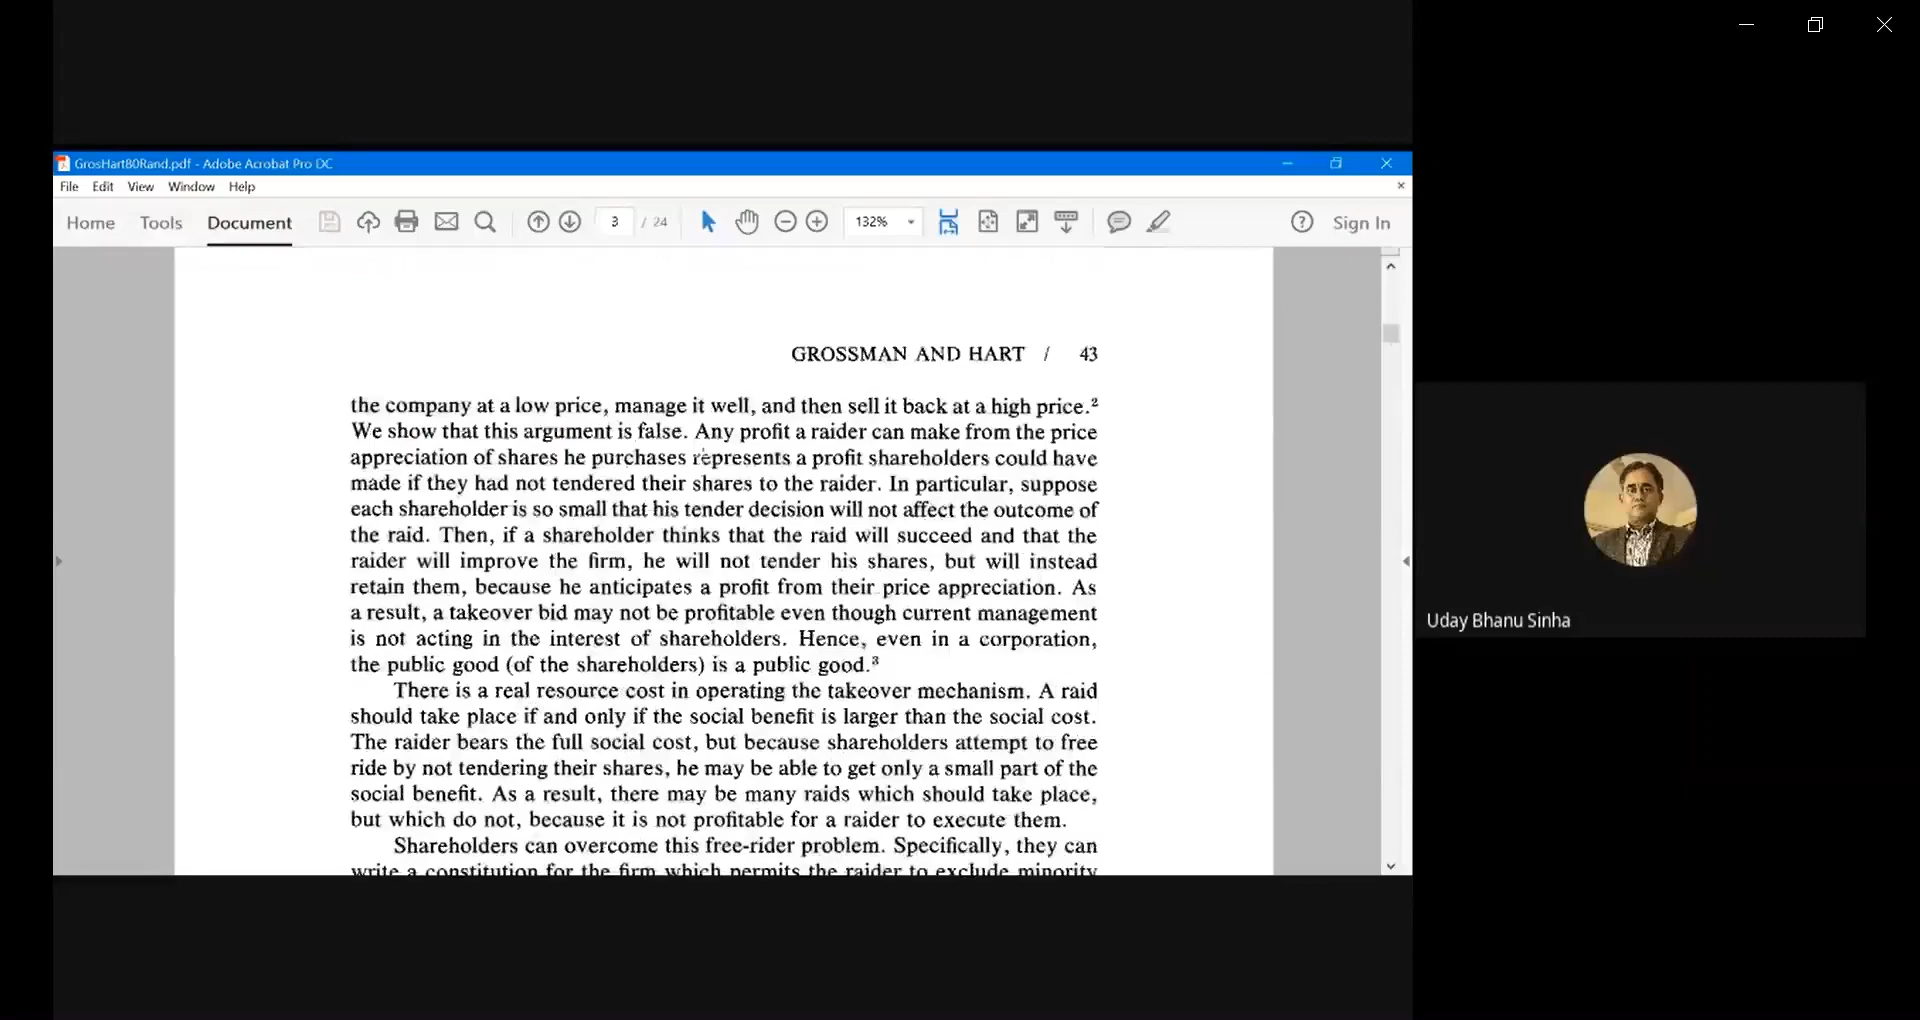 GrosHart80Rand.pdf - Adobe Acrobat Pro DC
File Edit View Window Help
Home Tools Document 3 / 24 132% Sign In
GROSSMAN AND HART / 43
the company at a low price, manage it well, and then sell it back at a high price.²
We show that this argument is false. Any profit a raider can make from the price
appreciation of shares he purchases represents a profit shareholders could have
made if they had not tendered their shares to the raider. In particular, suppose
each shareholder is so small that his tender decision will not affect the outcome of
the raid. Then, if a shareholder thinks that the raid will succeed and that the
raider will improve the firm, he will not tender his shares, but will instead
retain them, because he anticipates a profit from their price appreciation. As
a result, a takeover bid may not be profitable even though current management
is not acting in the interest of shareholders. Hence, even in a corporation,
the public good (of the shareholders) is a public good.³
There is a real resource cost in operating the takeover mechanism. A raid
should take place if and only if the social benefit is larger than the social cost.
The raider bears the full social cost, but because shareholders attempt to free
ride by not tendering their shares, he may be able to get only a small part of the
social benefit. As a result, there may be many raids which should take place,
but which do not, because it is not profitable for a raider to execute them.
Shareholders can overcome this free-rider problem. Specifically, they can
write a constitution for the firm which permits the raider to exclude minority
Uday Bhanu Sinha